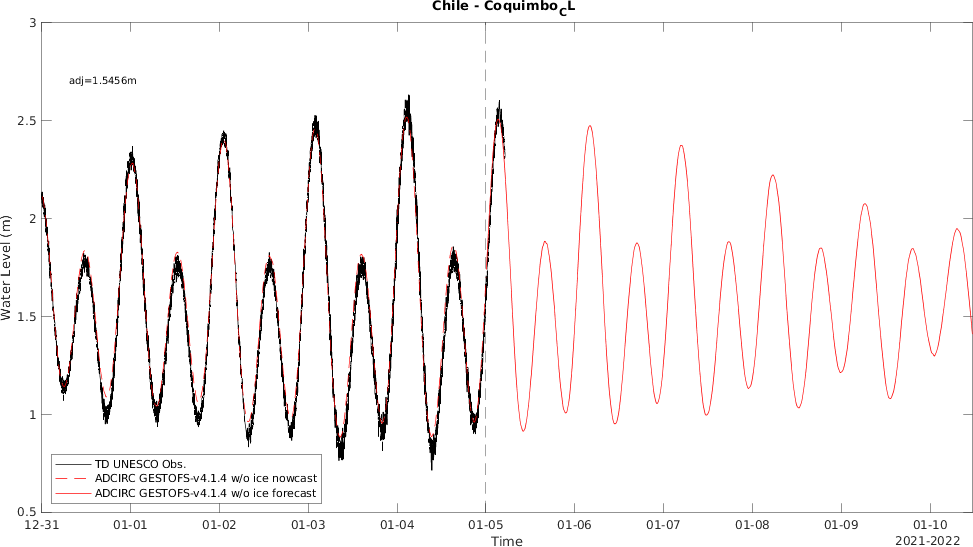 Chile - CoquimboCL
adj=1.5456m
3
2.5
2
1.5
1
0.5
Water Level (m)
TD UNESCO Obs.
ADCIRC GESTOFS-v4.1.4 w/o ice nowcast
ADCIRC GESTOFS-v4.1.4 w/o ice forecast
12-31 01-01 01-02 01-03 01-04 01-05 01-06 01-07 01-08 01-09 01-10
Time
2021-2022